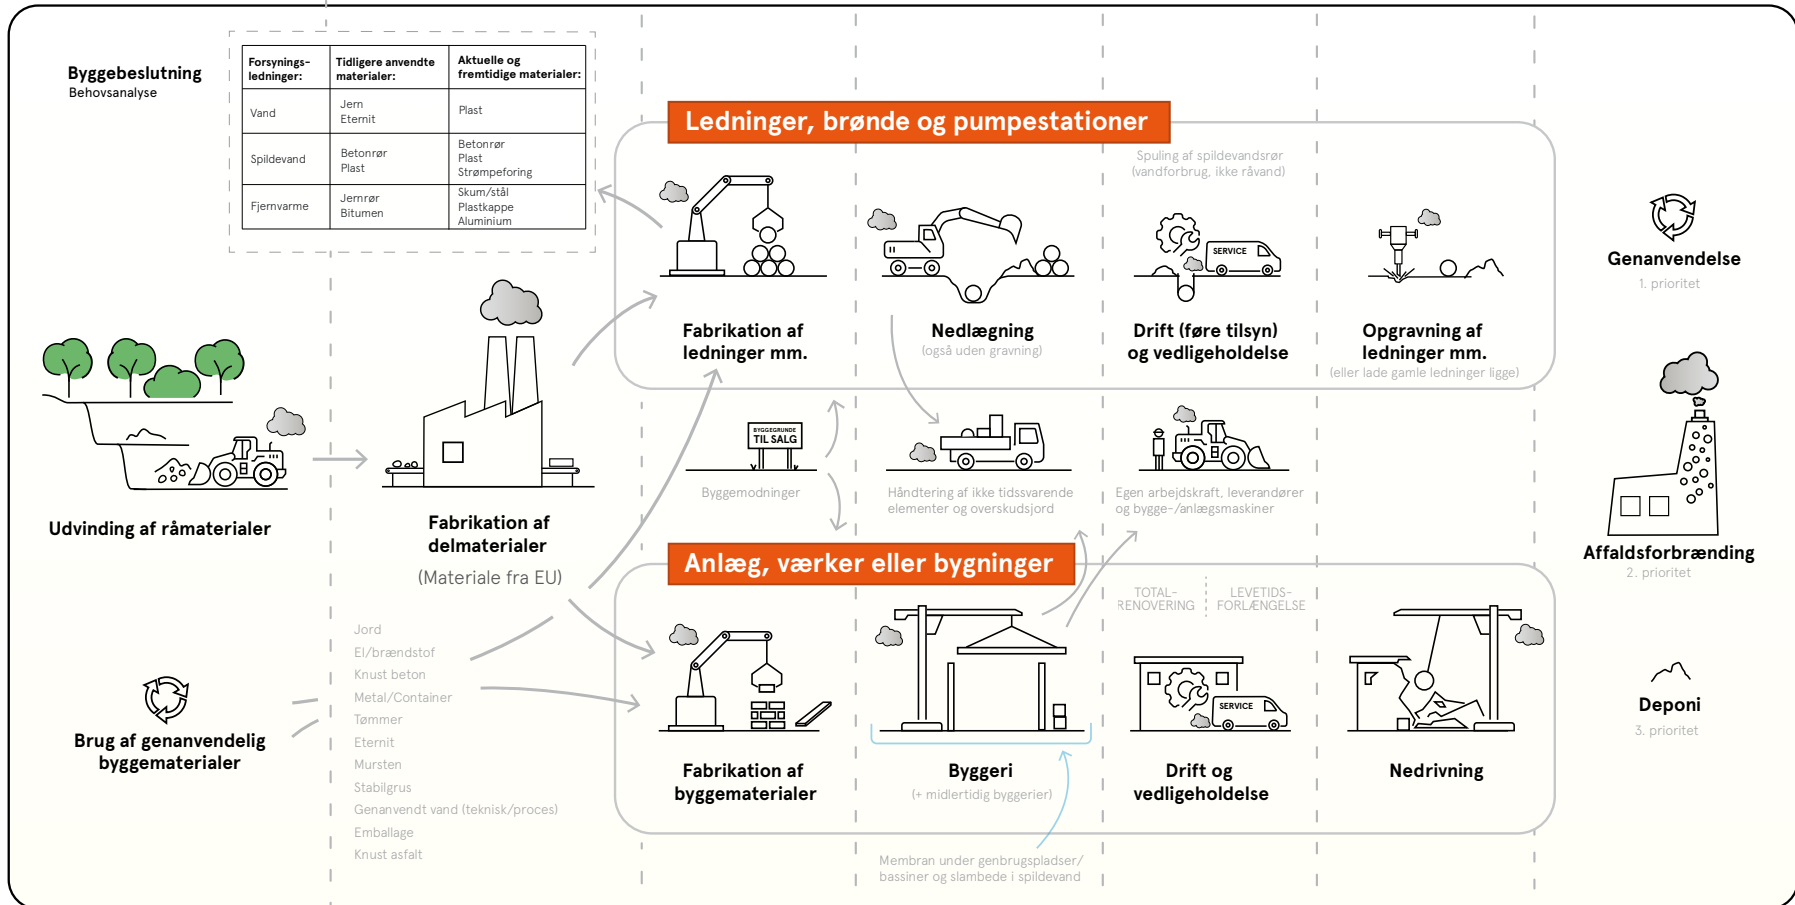 Byggebeslutning
Behovsanalyse
Forsynings-
ledninger:
Tidligere anvendte
materialer:
Aktuelle og
fremtidige materialer:
Vand
Jern
Eternit
Plast
Spildevand
Betonrør
Plast
Betonrør
Plast
Strømpeforing
Fjernvarme
Jernrør
Bitumen
Skum/stål
Plastkappe
Aluminium
Ledninger, brønde og pumpestationer
Spuling af spildevandsrør
(vandforbrug, ikke råvand)
SERVICE
Fabrikation af
ledninger mm.
Nedlægning
(også uden gravning)
Drift (føre tilsyn)
og vedligeholdelse
Opgravning af
ledninger mm.
(eller lade gamle ledninger ligge)
Genanvendelse
1. prioritet
BYGGEGRUNDE
TIL SALG
Byggemodninger
Håndtering af ikke tidssvarende
elementer og overskudsjord
Egen arbejdskraft, leverandører
og bygge-/anlægsmaskiner
Udvinding af råmaterialer
Fabrikation af
delmaterialer
(Materiale fra EU)
Affaldsforbrænding
2. prioritet
Anlæg, værker eller bygninger
TOTAL-
RENOVERING
LEVETIDS-
FORLÆNGELSE
SERVICE
Jord
El/brændstof
Knust beton
Metal/Container
Tømmer
Eternit
Mursten
Stabilgrus
Genanvendt vand (teknisk/proces)
Emballage
Knust asfalt
Brug af genanvendelig
byggematerialer
Fabrikation af
byggematerialer
Byggeri
(+ midlertidig byggerier)
Drift og
vedligeholdelse
Nedrivning
Deponi
3. prioritet
Membran under genbrugspladser/
bassiner og slambede i spildevand